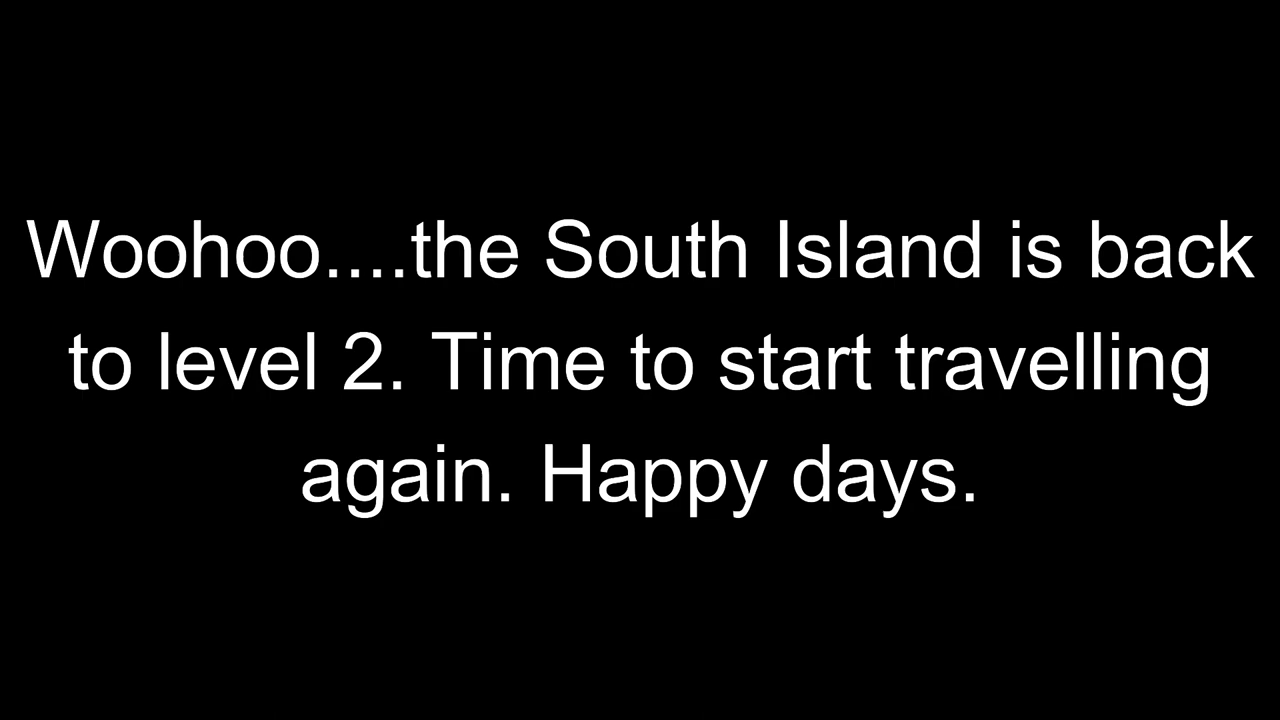 Woohoo....the South Island is back
to level 2. Time to start travelling
again. Happy days.